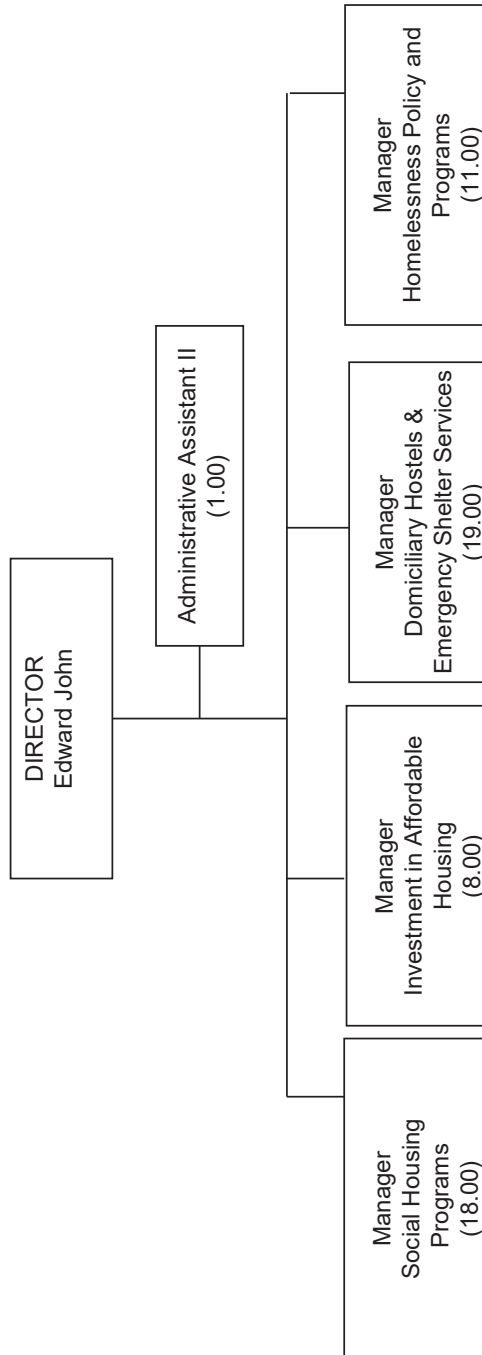 DIRECTOR
Edward John
Administrative Assistant II
(1.00)
Manager
Social Housing
Programs
(18.00)
Manager
Investment in Affordable
Housing
(8.00)
Manager
Domiciliary Hostels &
Emergency Shelter Services
(19.00)
Manager
Homelessness Policy and
Programs
(11.00)